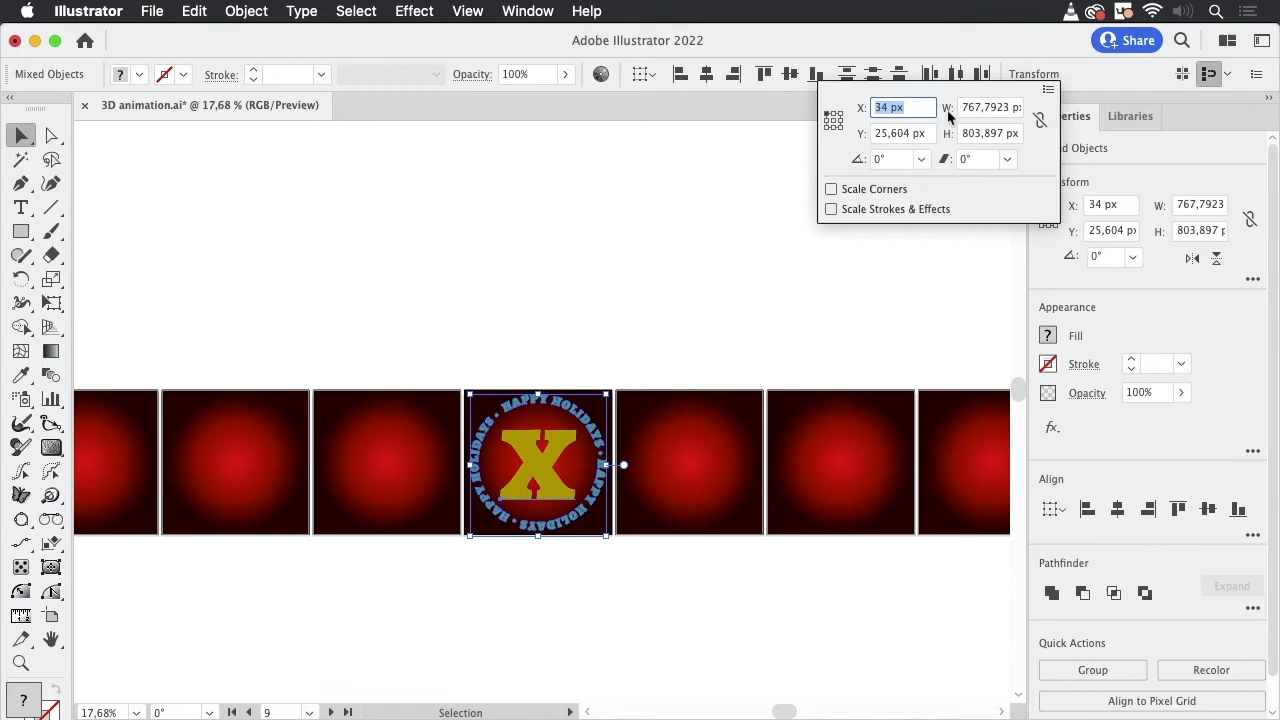 Illustrator File Edit Object Type Select Effect View Window Help
Adobe Illustrator 2022
Share
Mixed Objects
?
Stroke:
Opacity: 100%
Transform
× 3D animation.ai* @ 17,68 % (RGB/Preview)
X: 34 px W: 767,7923 p
Y: 25,604 px H: 803,897 px
0° 0°
Scale Corners
Scale Strokes & Effects
erties Libraries
d Objects
sform
X: 34 px W: 767,7923
Y: 25,604 p H: 803,897 p
0°
Appearance
? Fill
Stroke
Opacity 100%
fx
Align
Pathfinder
Expand
Quick Actions
Group Recolor
Align to Pixel Grid
HAPPY HOLIDAYS • HAPPY HOLIDAYS • HAPPY HOLIDAYS •
X
?
17,68% 0° 9 Selection